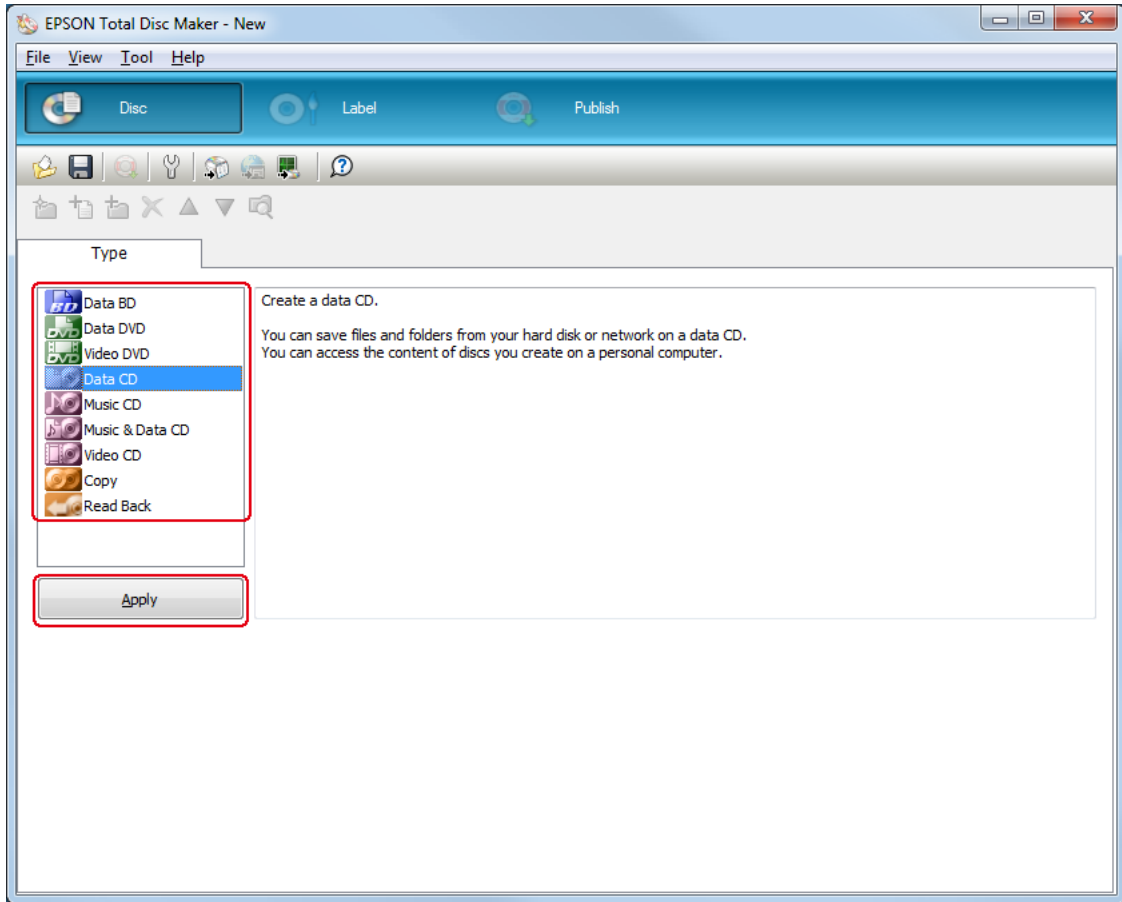 EPSON Total Disc Maker - New
File View Tool Help
Disc Label Publish
Type
Data BD
Data DVD
Video DVD
Data CD
Music CD
Music & Data CD
Video CD
Copy
Read Back
Apply
Create a data CD.
You can save files and folders from your hard disk or network on a data CD.
You can access the content of discs you create on a personal computer.